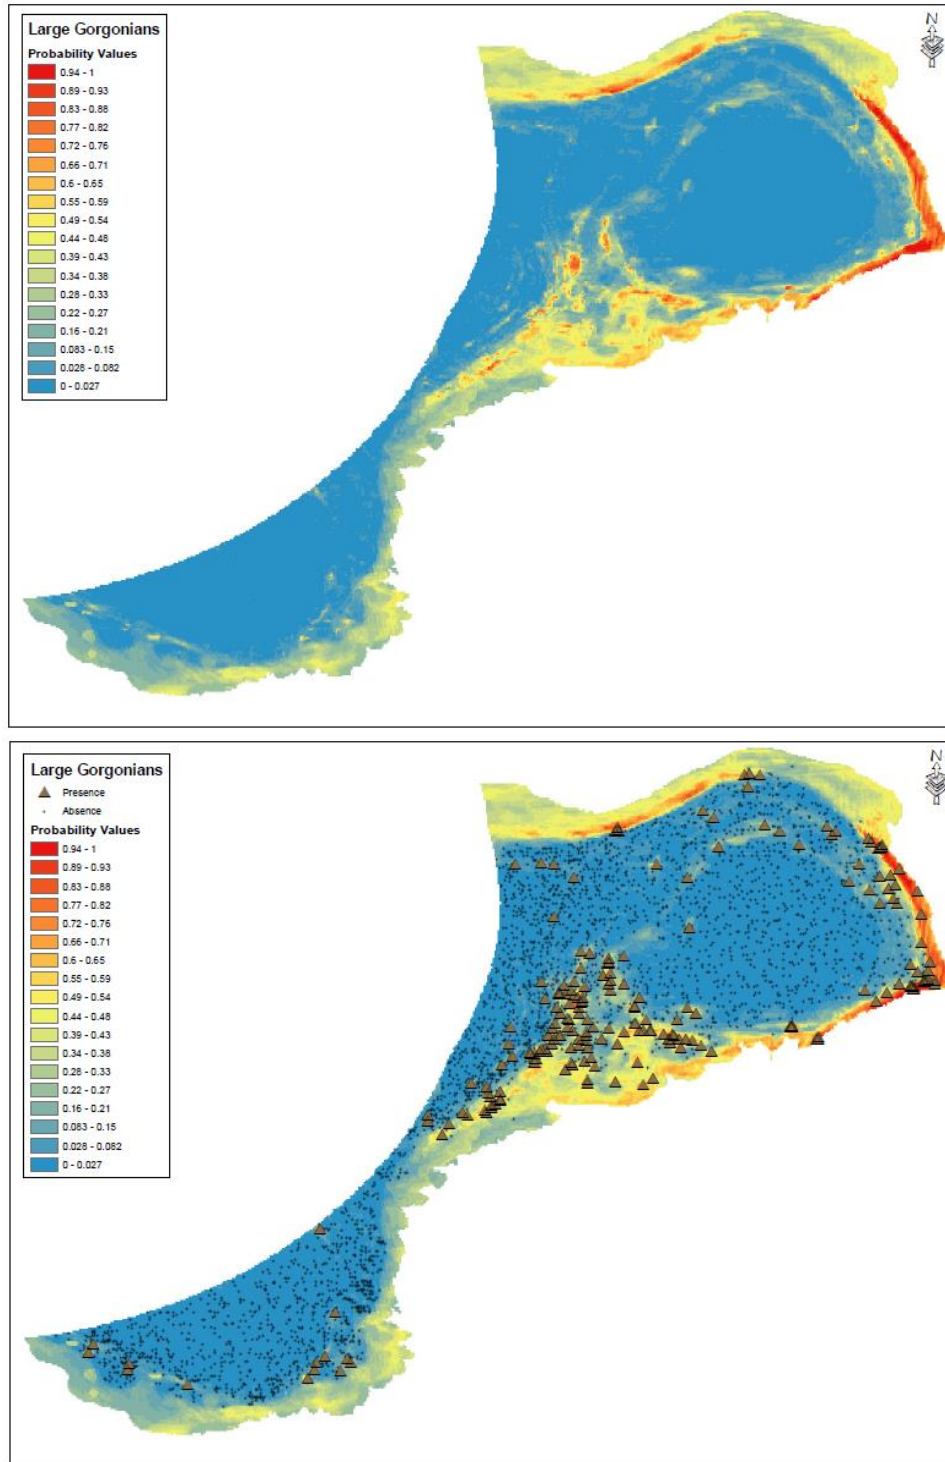 Large Gorgonians
Probability Values
0.94 - 1
0.89 - 0.93
0.83 - 0.88
0.77 - 0.82
0.72 - 0.76
0.66 - 0.71
0.6 - 0.65
0.55 - 0.59
0.49 - 0.54
0.44 - 0.48
0.39 - 0.43
0.34 - 0.38
0.28 - 0.33
0.22 - 0.27
0.16 - 0.21
0.083 - 0.15
0.028 - 0.082
0 - 0.027
N
Large Gorgonians
Presence
Absence
Probability Values
0.94 - 1
0.89 - 0.93
0.83 - 0.88
0.77 - 0.82
0.72 - 0.76
0.66 - 0.71
0.6 - 0.65
0.55 - 0.59
0.49 - 0.54
0.44 - 0.48
0.39 - 0.43
0.34 - 0.38
0.28 - 0.33
0.22 - 0.27
0.16 - 0.21
0.083 - 0.15
0.028 - 0.082
0 - 0.027
N